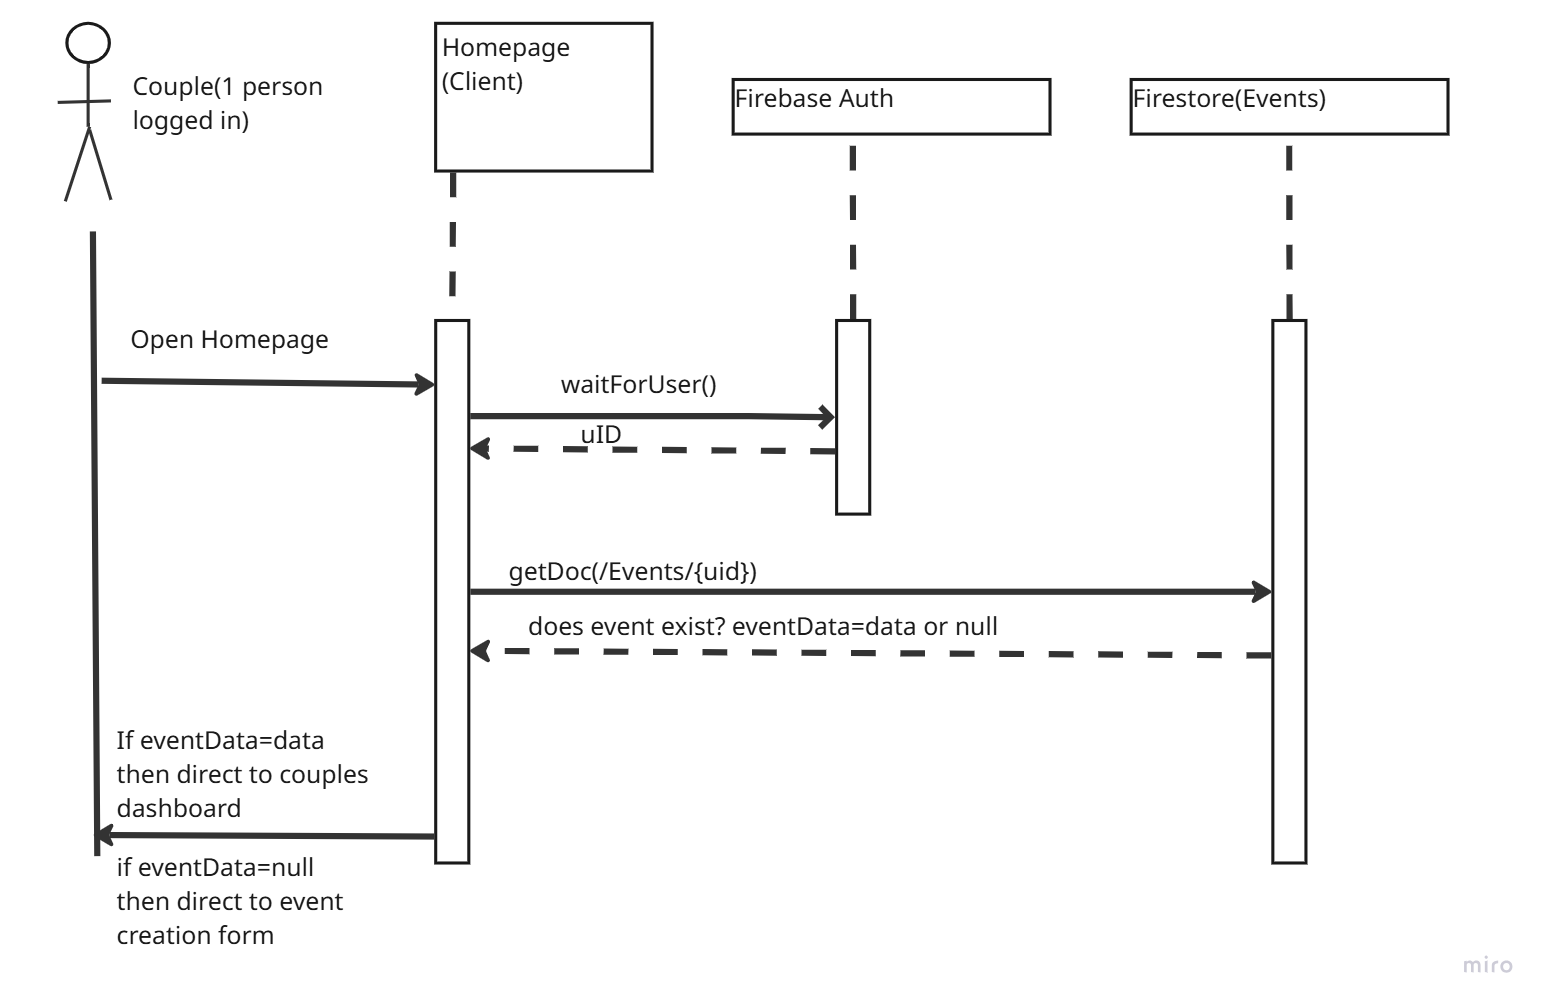 Couple(1 person
logged in)
Homepage
(Client)
Firebase Auth
Firestore(Events)
Open Homepage
waitForUser()
uID
getDoc(/Events/{uid})
does event exist? eventData=data or null
If eventData=data
then direct to couples
dashboard
if eventData=null
then direct to event
creation form
miro